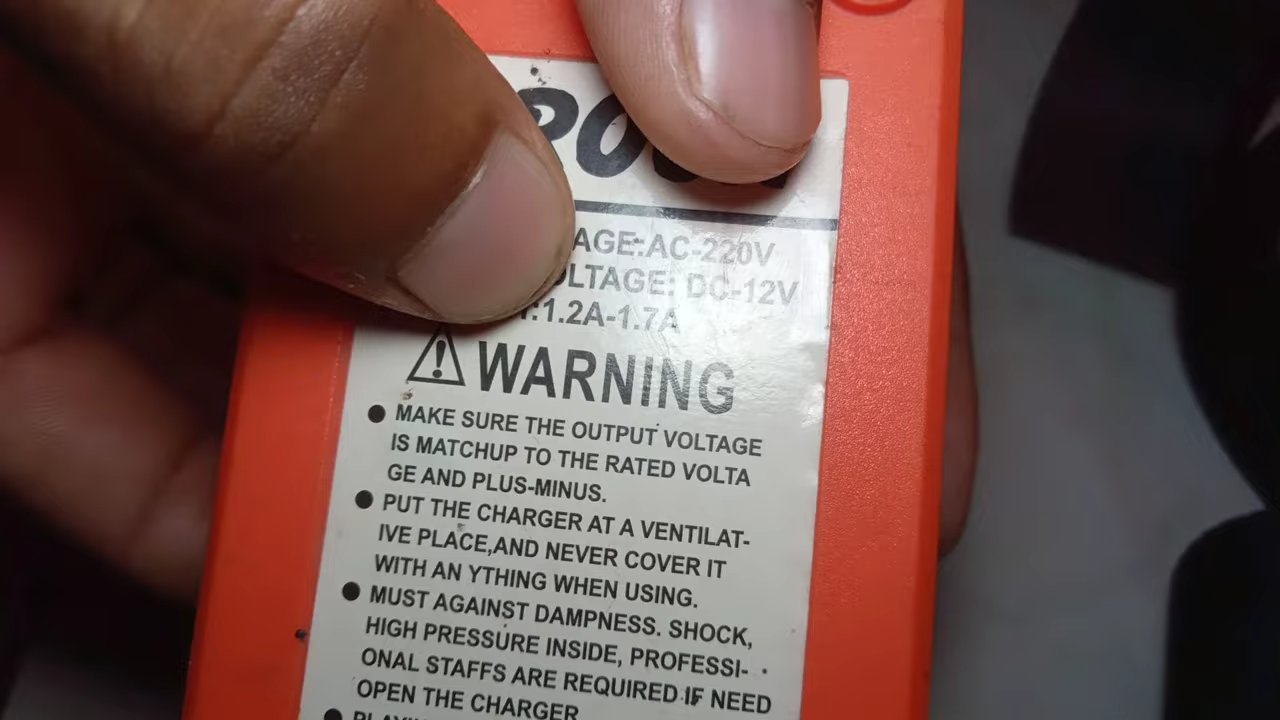 AGE:AC-220V
OLTAGE: DC-12V
:1.2A-1.7A
WARNING
MAKE SURE THE OUTPUT VOLTAGE
IS MATCHUP TO THE RATED VOLTA
GE AND PLUS-MINUS.
PUT THE CHARGER AT A VENTILAT-
IVE PLACE,AND NEVER COVER IT
WITH AN YTHING WHEN USING.
MUST AGAINST DAMPNESS. SHOCK,
HIGH PRESSURE INSIDE, PROFESSI-
ONAL STAFFS ARE REQUIRED IF NEED
OPEN THE CHARGER